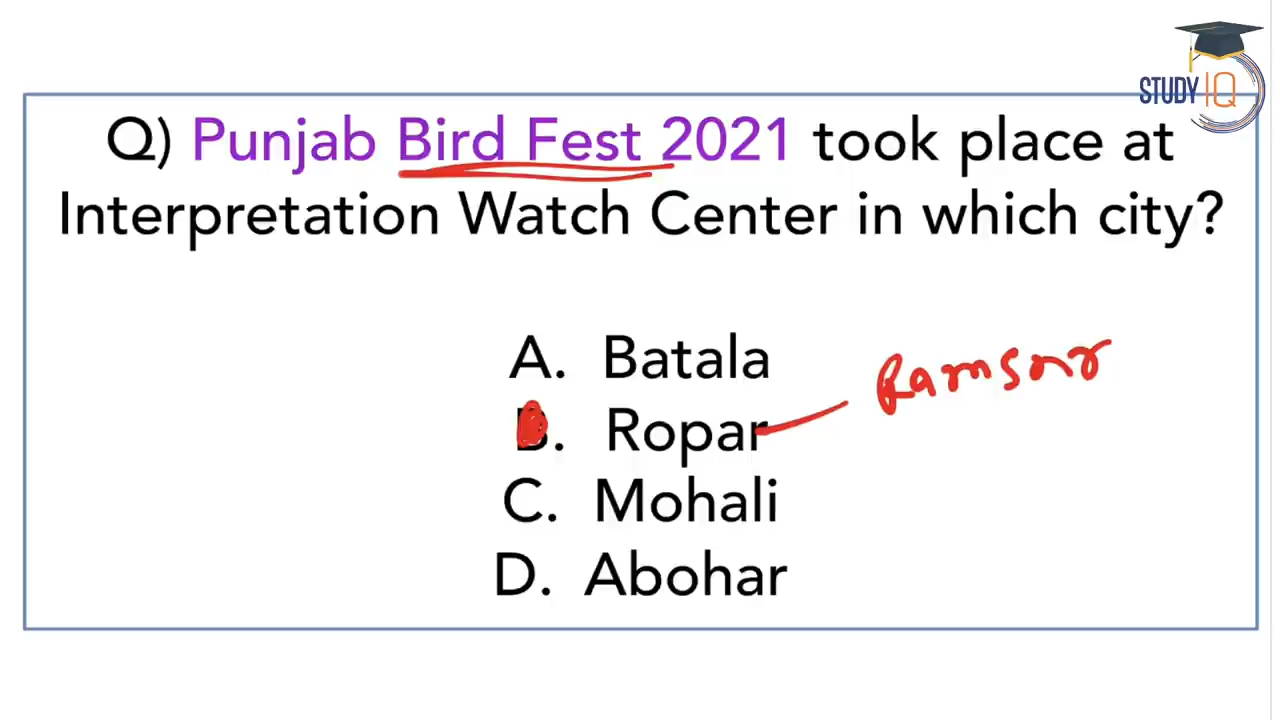 STUDY IQ
Q) Punjab Bird Fest 2021 took place at
Interpretation Watch Center in which city?
A. Batala
B. Ropar
Ramsar
C. Mohali
D. Abohar